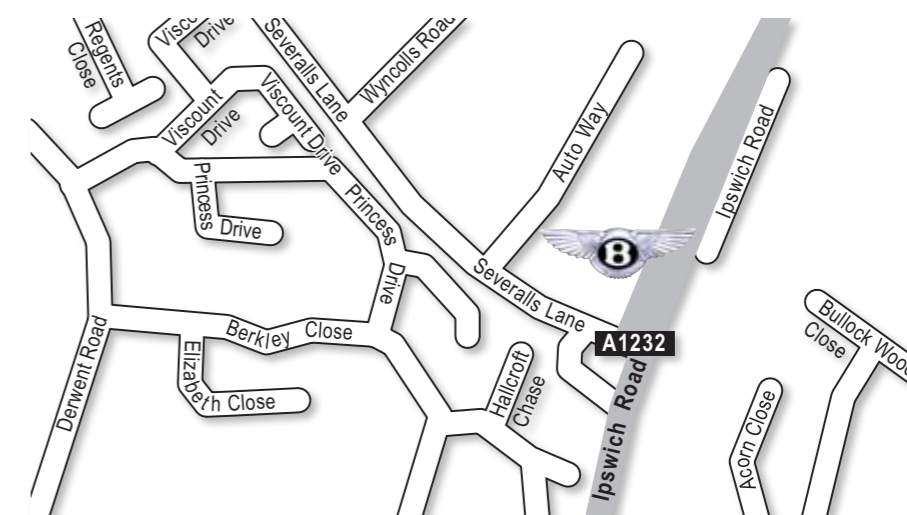 Regents
Close
Visco
Drive
Severalls Lane
Wyncolls Road
Viscount
Drive
Viscount Drive
Auto Way
Ipswich Road
Princess
Drive
Princess
Drive
B
Severalls Lane
A1232
Ipswich Road
Derwent Road
Berkley Close
Elizabeth Close
Hallcroft
Chase
Bullock Wood
Close
Acorn Close